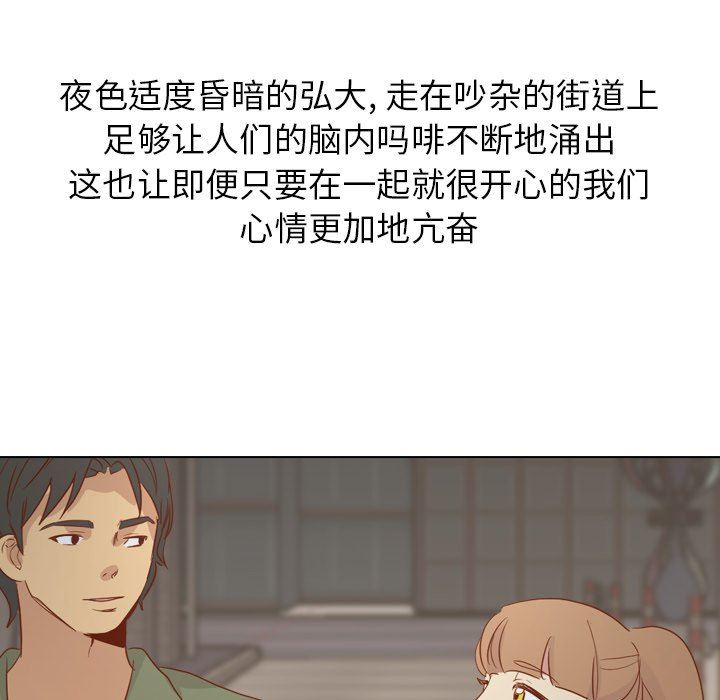 夜色适度昏暗的弘大, 走在吵杂的街道上
足够让人们的脑内吗啡不断地涌出
这也让即便只要在一起就很开心的我们
心情更加地亢奋